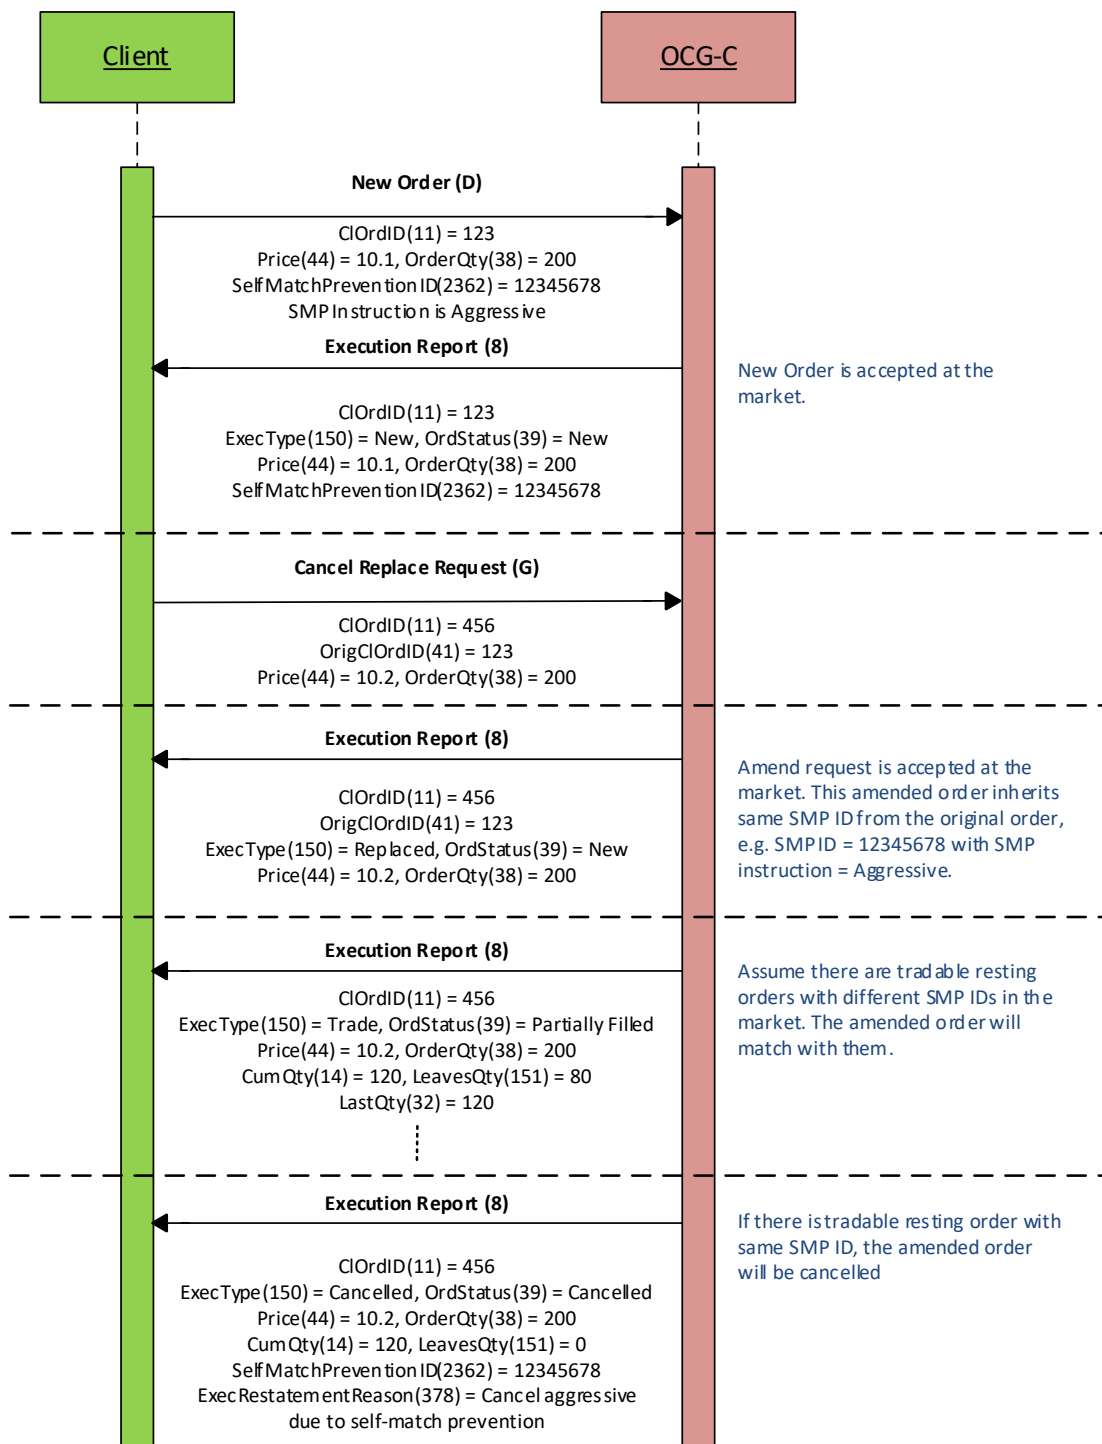 Client
OCG-C
New Order (D)
ClOrdID(11) = 123
Price(44) = 10.1, OrderQty(38) = 200
SelfMatchPreventionID(2362) = 12345678
SMP Instruction is Aggressive
Execution Report (8)
New Order is accepted at the
market.
ClOrdID(11) = 123
ExecType(150) = New, OrdStatus(39) = New
Price(44) = 10.1, OrderQty(38) = 200
SelfMatchPreventionID(2362) = 12345678
Cancel Replace Request (G)
ClOrdID(11) = 456
OrigClOrdID(41) = 123
Price(44) = 10.2, OrderQty(38) = 200
Execution Report (8)
ClOrdID(11) = 456
OrigClOrdID(41) = 123
ExecType(150) = Replaced, OrdStatus(39) = New
Price(44) = 10.2, OrderQty(38) = 200
Amend request is accepted at the
market. This amended order inherits
same SMP ID from the original order,
e.g. SMP ID = 12345678 with SMP
instruction = Aggressive.
Execution Report (8)
ClOrdID(11) = 456
ExecType(150) = Trade, OrdStatus(39) = Partially Filled
Price(44) = 10.2, OrderQty(38) = 200
CumQty(14) = 120, LeavesQty(151) = 80
LastQty(32) = 120
Assume there are tradable resting
orders with different SMP IDs in the
market. The amended order will
match with them.
Execution Report (8)
ClOrdID(11) = 456
ExecType(150) = Cancelled, OrdStatus(39) = Cancelled
Price(44) = 10.2, OrderQty(38) = 200
CumQty(14) = 120, LeavesQty(151) = 0
SelfMatchPreventionID(2362) = 12345678
ExecRestatementReason(378) = Cancel aggressive
due to self-match prevention
If there is tradable resting order with
same SMP ID, the amended order
will be cancelled